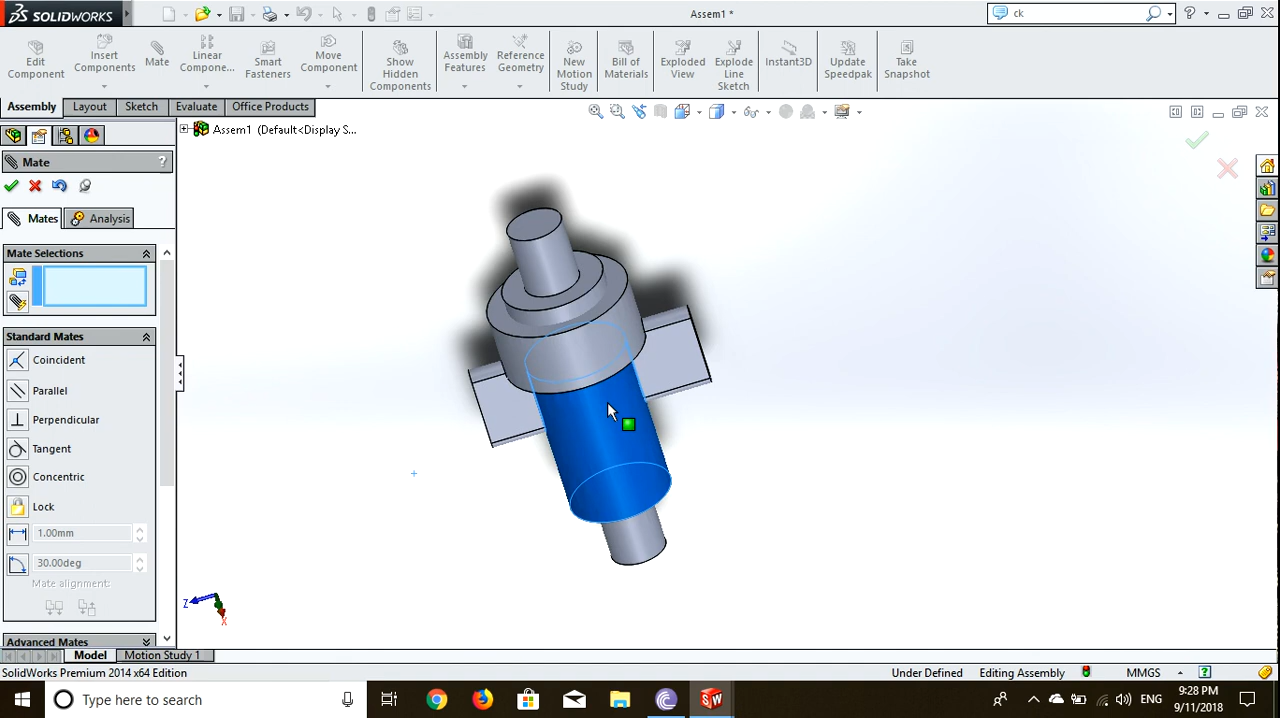 SOLIDWORKS
Assem1 *
ck
Edit Component
Insert Components
Mate
Linear Compone...
Smart Fasteners
Move Component
Show Hidden Components
Assembly Features
Reference Geometry
New Motion Study
Bill of Materials
Exploded View
Explode Line Sketch
Instant3D
Update Speedpak
Take Snapshot
Assembly
Layout
Sketch
Evaluate
Office Products
Assem1 (Default<Display S...
Mate
?
Mates
Analysis
Mate Selections
Standard Mates
Coincident
Parallel
Perpendicular
Tangent
Concentric
Lock
1.00mm
30.00deg
Mate alignment:
Advanced Mates
Z
X
Model
Motion Study 1
SolidWorks Premium 2014 x64 Edition
Under Defined
Editing Assembly
MMGS
?
Type here to search
SW
ENG
9:28 PM
9/11/2018